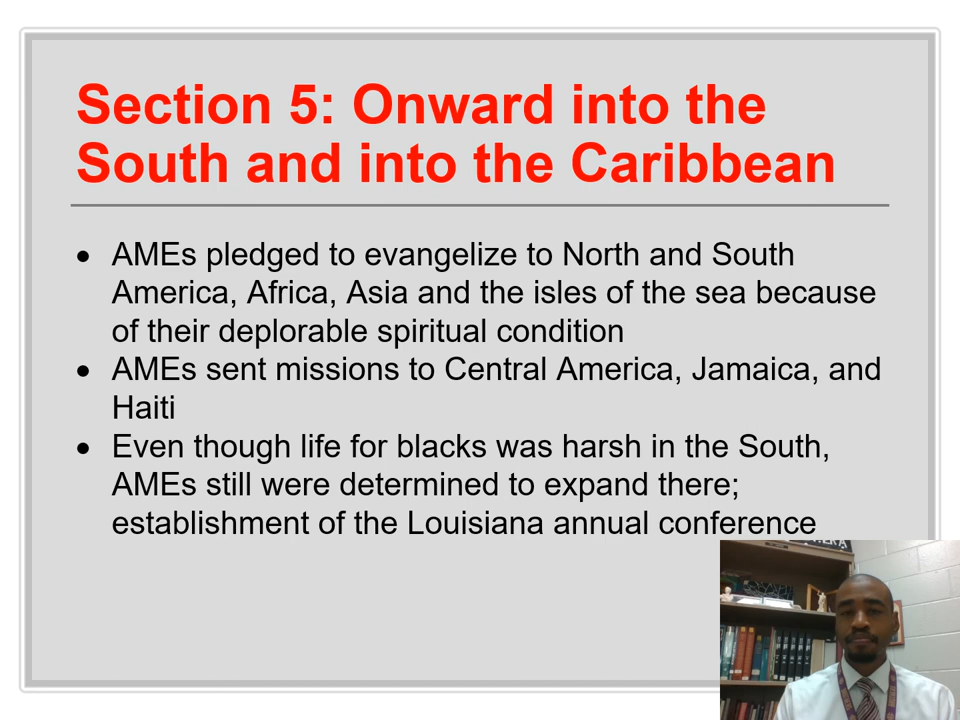 Section 5: Onward into the
South and into the Caribbean
• AMEs pledged to evangelize to North and South
America, Africa, Asia and the isles of the sea because
of their deplorable spiritual condition
• AMEs sent missions to Central America, Jamaica, and
Haiti
• Even though life for blacks was harsh in the South,
AMEs still were determined to expand there;
establishment of the Louisiana annual conference